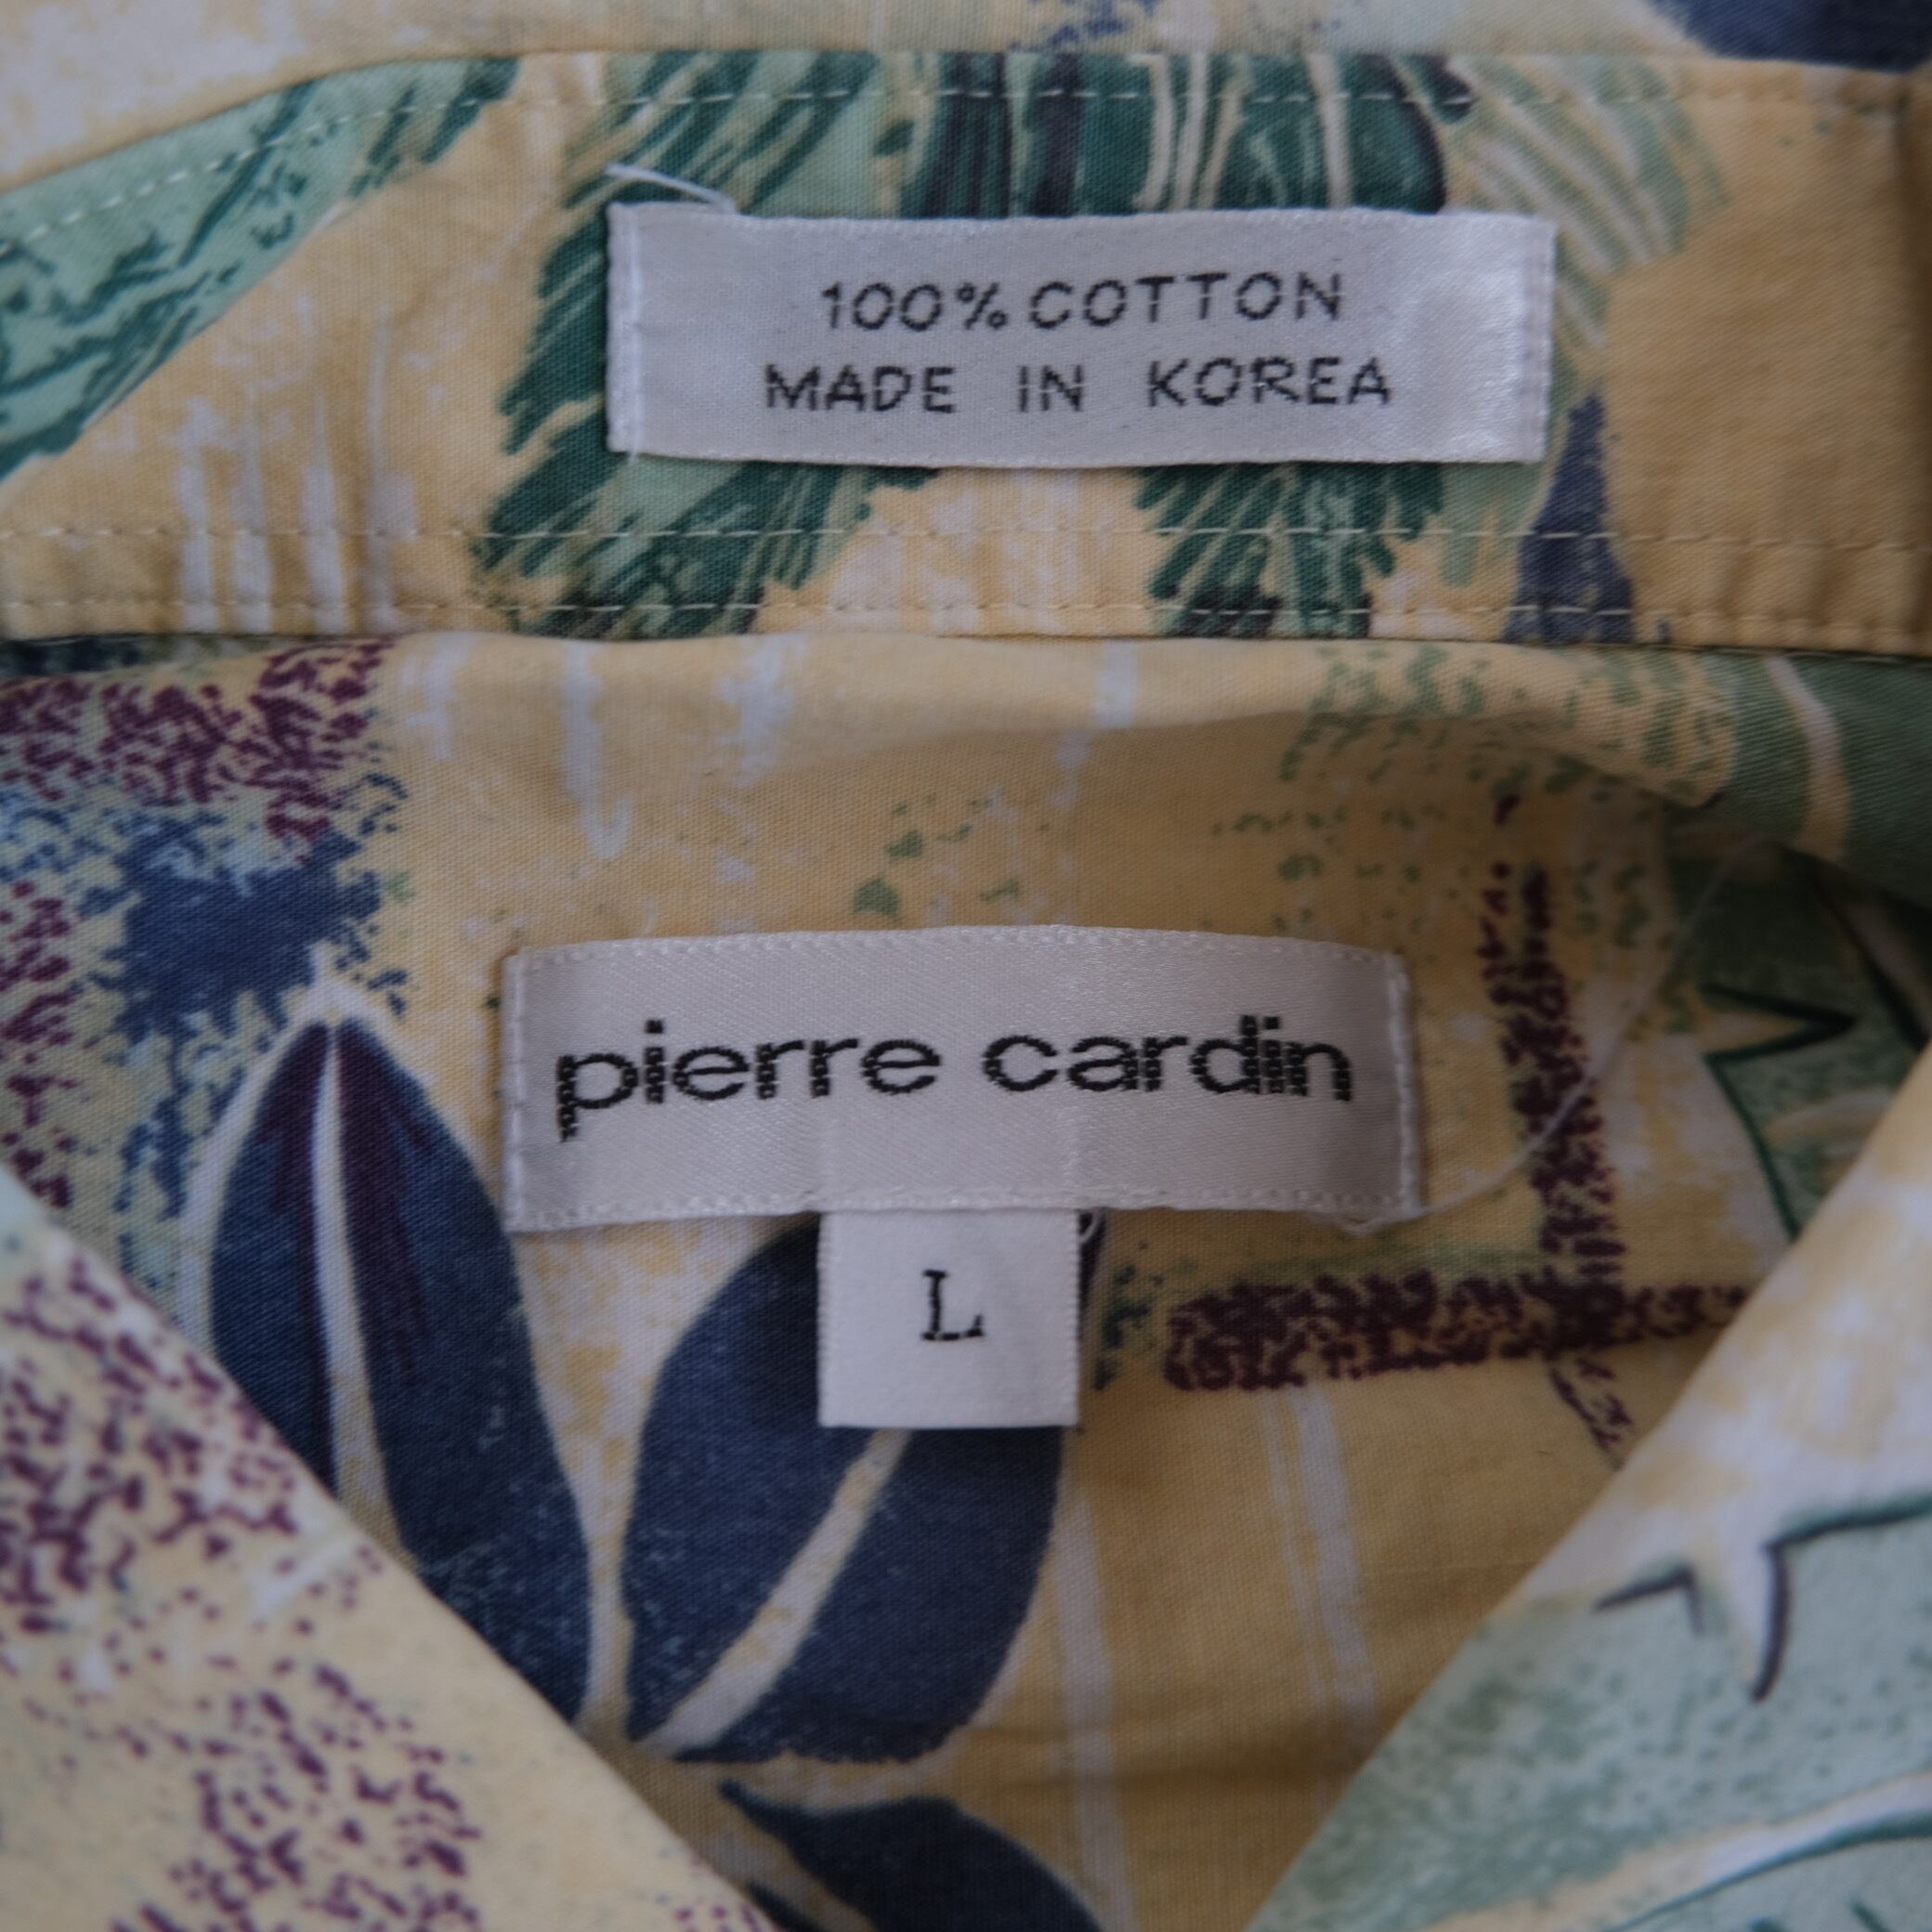 100% COTTON
MADE IN KOREA
pierre cardin
L